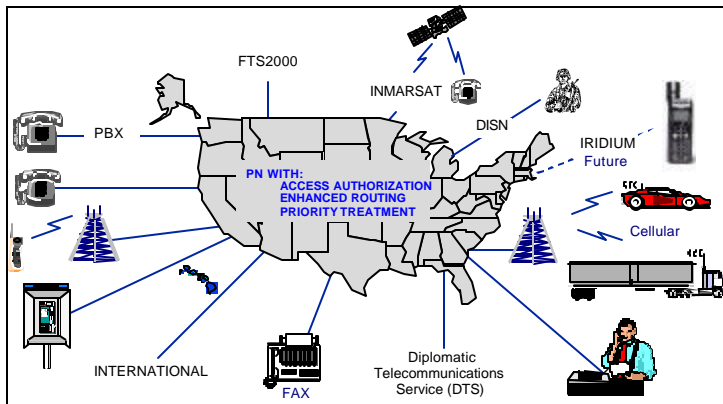 FTS2000
INMARSAT
PBX
DISN
IRIDIUM
Future
PN WITH:
ACCESS AUTHORIZATION
ENHANCED ROUTING
PRIORITY TREATMENT
Cellular
INTERNATIONAL
FAX
Diplomatic
Telecommunications
Service (DTS)